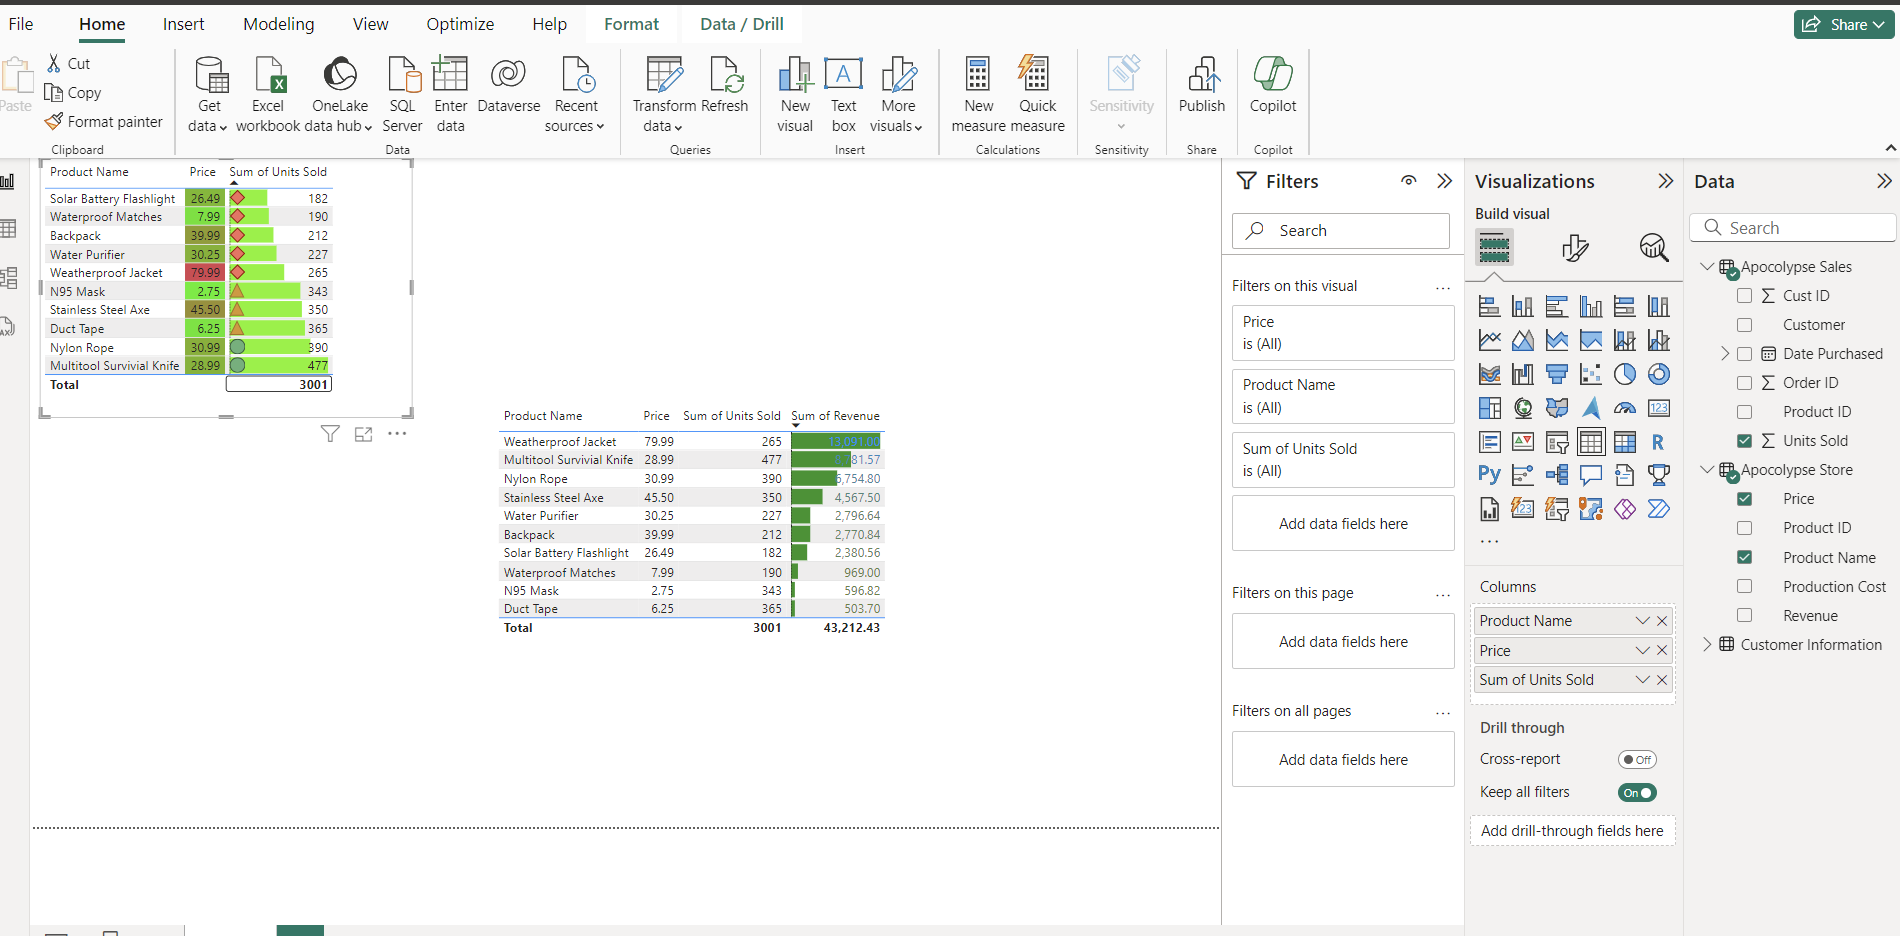 File Home Insert Modeling View Optimize Help Format Data / Drill Share
Paste
Cut
Copy
Format painter
Clipboard
Get data
Excel workbook
OneLake data hub
SQL Server
Enter data
Dataverse
Recent sources
Data
Transform data
Refresh
Queries
New visual
Text box
More visuals
Insert
New measure
Quick measure
Calculations
Sensitivity
Sensitivity
Publish
Share
Copilot
Copilot
Product Name Price Sum of Units Sold
Solar Battery Flashlight 26.49 182
Waterproof Matches 7.99 190
Backpack 39.99 212
Water Purifier 30.25 227
Weatherproof Jacket 79.99 265
N95 Mask 2.75 343
Stainless Steel Axe 45.50 350
Duct Tape 6.25 365
Nylon Rope 30.99 390
Multitool Survivial Knife 28.99 477
Total 3001
Product Name Price Sum of Units Sold Sum of Revenue
Weatherproof Jacket 79.99 265 13,091.00
Multitool Survivial Knife 28.99 477
Nylon Rope 30.99 390 6,754.80
Stainless Steel Axe 45.50 350 4,567.50
Water Purifier 30.25 227 2,796.64
Backpack 39.99 212 2,770.84
Solar Battery Flashlight 26.49 182 2,380.56
Waterproof Matches 7.99 190 969.00
N95 Mask 2.75 343 596.82
Duct Tape 6.25 365 503.70
Total 3001 43,212.43
Filters
Search
Filters on this visual ...
Price
is (All)
Product Name
is (All)
Sum of Units Sold
is (All)
Add data fields here
Filters on this page ...
Add data fields here
Filters on all pages ...
Add data fields here
Visualizations
Build visual
123
R
Py
123
...
Columns
Product Name
Price
Sum of Units Sold
Drill through
Cross-report Off
Keep all filters On
Add drill-through fields here
Data
Search
Apocolypse Sales
Σ Cust ID
Customer
Date Purchased
Σ Order ID
Product ID
Σ Units Sold
Apocolypse Store
Price
Product ID
Product Name
Production Cost
Revenue
Customer Information